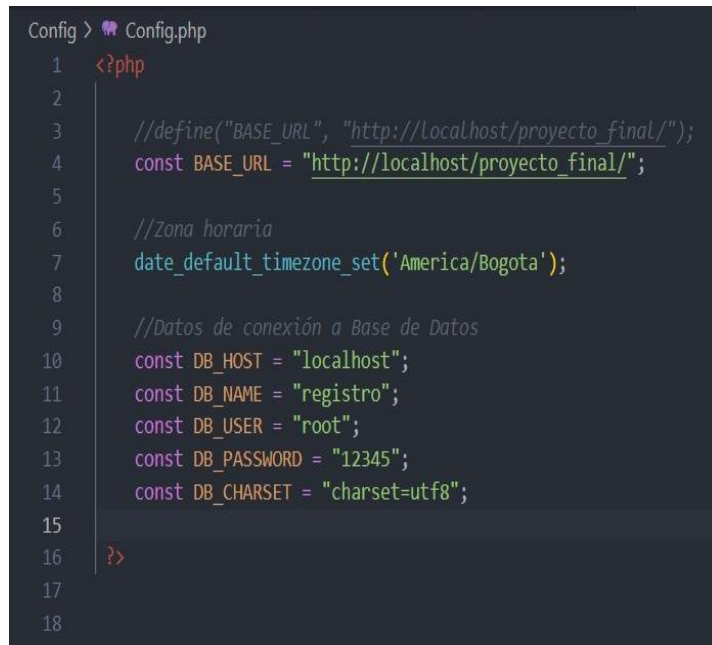 Config > Config.php
1 <?php
2
3 //define("BASE_URL", "http://localhost/proyecto_final/");
4 const BASE_URL = "http://localhost/proyecto_final/";
5
6 //Zona horaria
7 date_default_timezone_set('America/Bogota');
8
9 //Datos de conexión a Base de Datos
10 const DB_HOST = "localhost";
11 const DB_NAME = "registro";
12 const DB_USER = "root";
13 const DB_PASSWORD = "12345";
14 const DB_CHARSET = "charset=utf8";
15
16 ?>
17
18